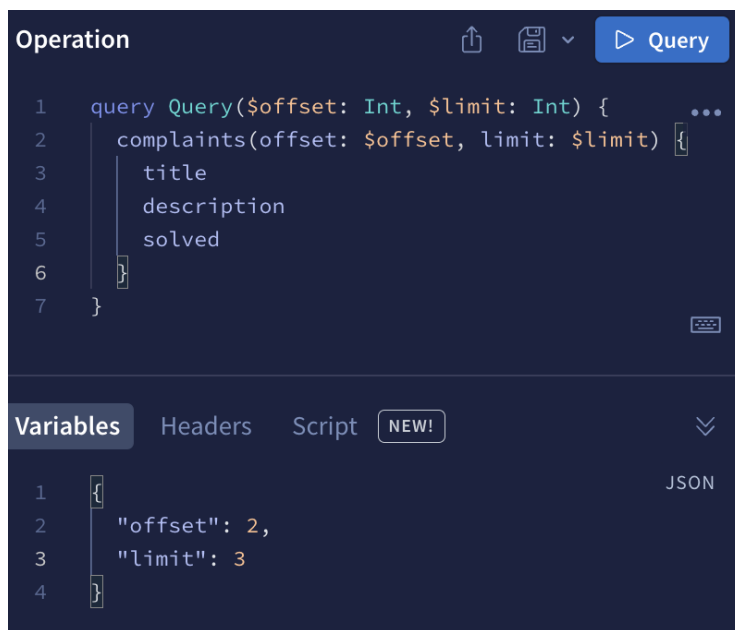 Operation
Query
1 query Query($offset: Int, $limit: Int) {
2 complaints(offset: $offset, limit: $limit) {
3 title
4 description
5 solved
6 }
7 }
Variables Headers Script NEW!
JSON
1 {
2 "offset": 2,
3 "limit": 3
4 }